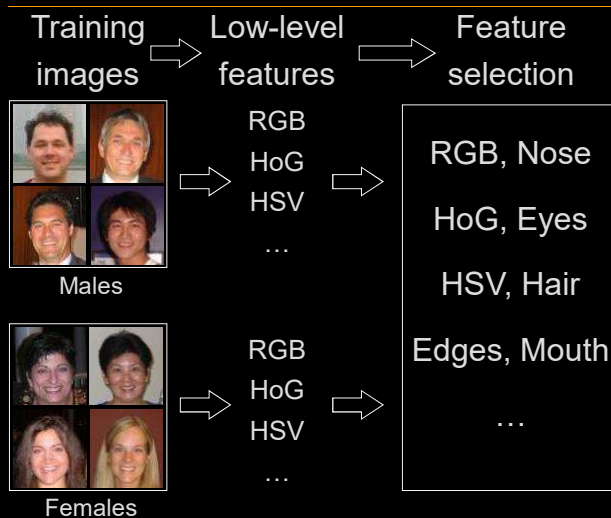 Training images
Low-level features
Feature selection
RGB
HoG
HSV
...
Males
RGB
HoG
HSV
...
Females
RGB, Nose
HoG, Eyes
HSV, Hair
Edges, Mouth
...